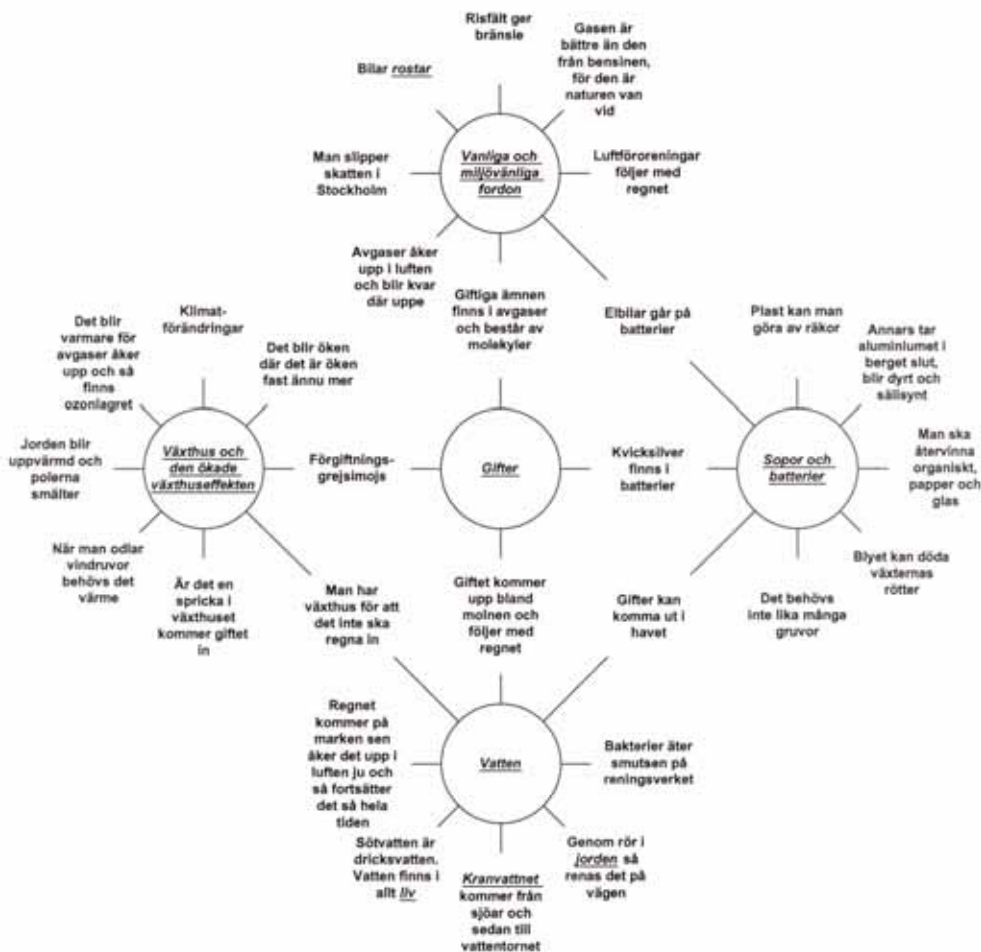 Risfält ger
bränsle
Gasen är
bättre än den
från bensinen,
för den är
naturen van
vid
Bilar rostar
Man slipper
skatten i
Stockholm
Vanliga och
miljövänliga
fordon
Luftföroreningar
följer med
regnet
Avgaser åker
upp i luften
och blir kvar
där uppe
Giftiga ämnen
finns i avgaser
och består av
molekyler
Elbilar går på
batterier
Klimat-
förändringar
Det blir
varmare för
avgaser åker
upp och så
finns
ozonlagret
Det blir öken
där det är öken
fast ännu mer
Plast kan man
göra av räkor
Annars tar
aluminiumet i
berget slut,
blir dyrt och
sällsynt
Jorden blir
uppvärmd och
polerna
smälter
Växthus och
den ökade
växthuseffekten
Förgiftnings-
grejsimojs
Gifter
Kvicksilver
finns i
batterier
Sopor och
batterier
Man ska
återvinna
organiskt,
papper och
glas
När man odlar
vindruvor
behövs det
värme
Är det en
spricka i
växthuset
kommer giftet
in
Man har
växthus för att
det inte ska
regna in
Giftet kommer
upp bland
molnen och
följer med
regnet
Gifter kan
komma ut i
havet
Det behövs
inte lika många
gruvor
Blyet kan döda
växternas
rötter
Regnet
kommer på
marken sen
åker det upp i
luften ju och
så fortsätter
det så hela
tiden
Vatten
Bakterier äter
smutsen på
reningsverket
Sötvatten är
dricksvatten.
Vatten finns i
allt liv
Kranvattnet
kommer från
sjöar och
sedan till
vattentornet
Genom rör i
jorden så
renas det på
vägen